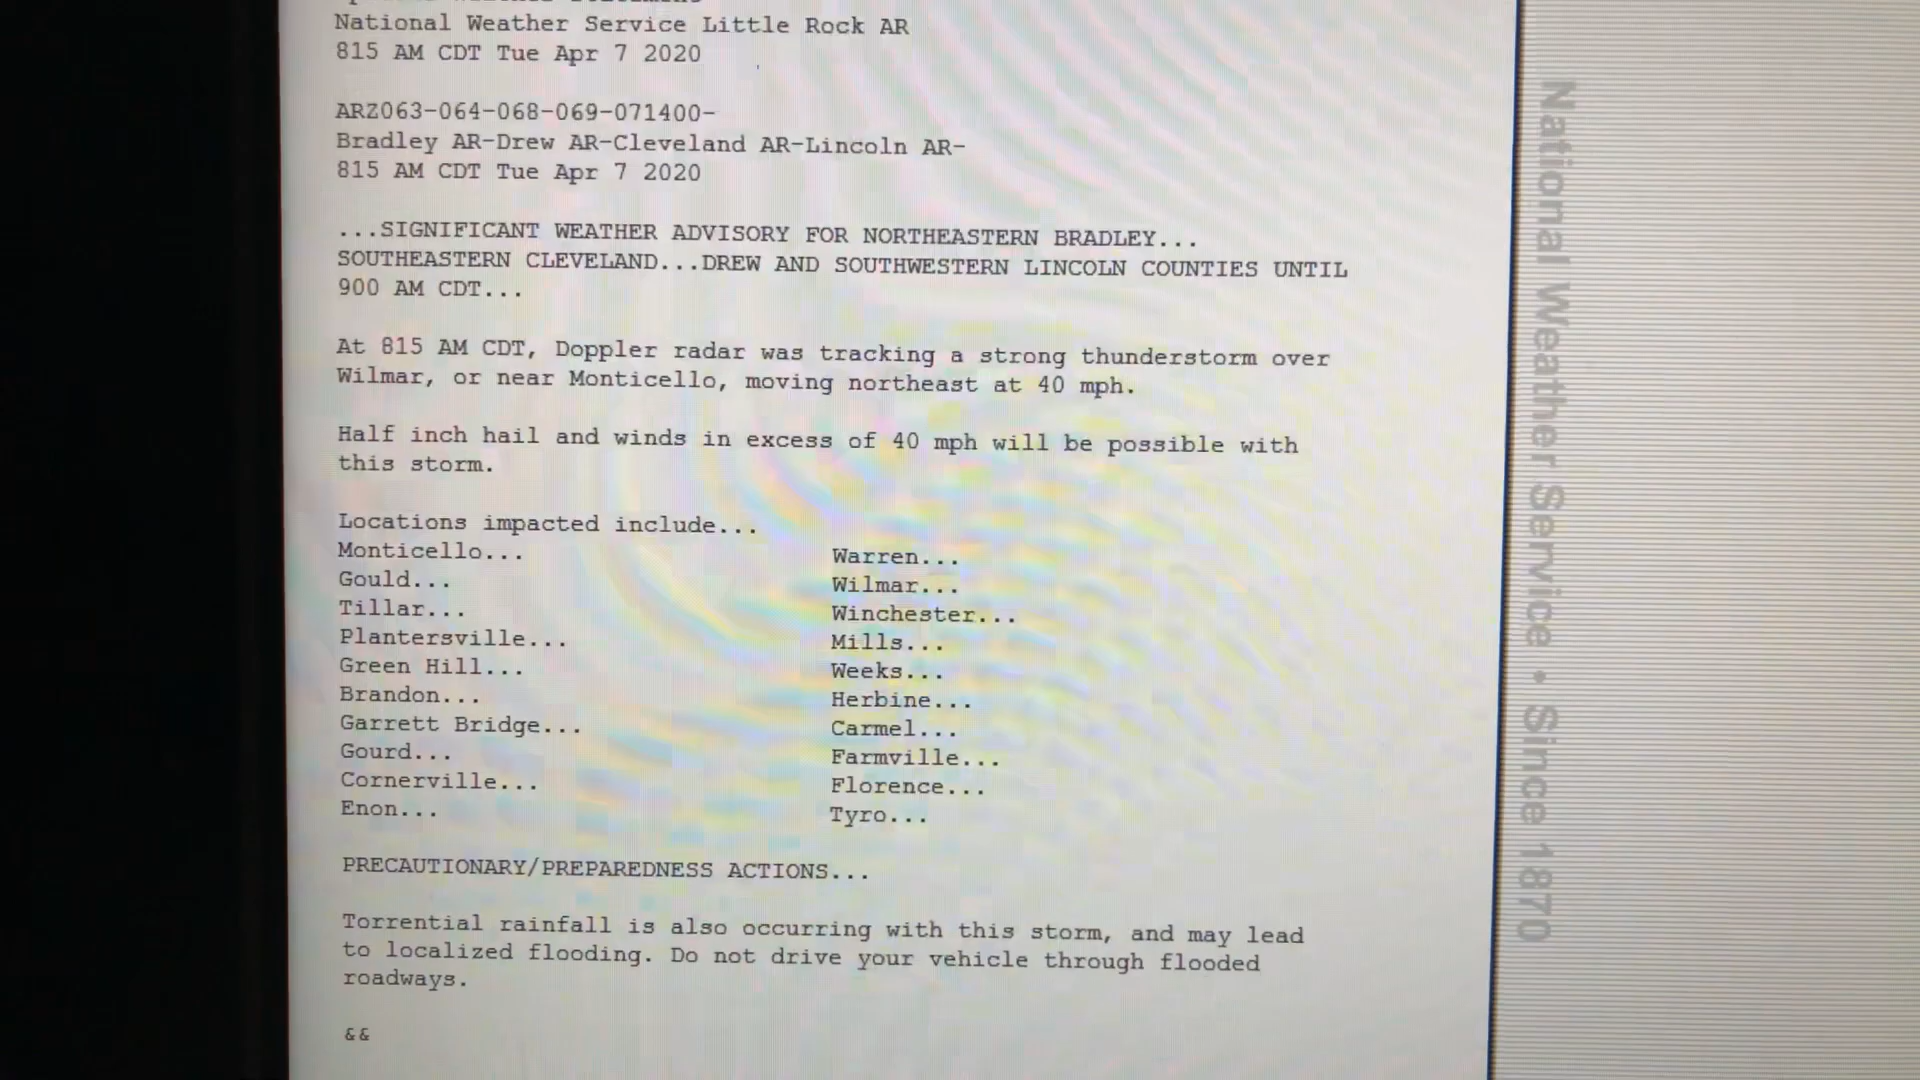 National Weather Service Little Rock AR
815 AM CDT Tue Apr 7 2020
ARZ063-064-068-069-071400-
Bradley AR-Drew AR-Cleveland AR-Lincoln AR-
815 AM CDT Tue Apr 7 2020
...SIGNIFICANT WEATHER ADVISORY FOR NORTHEASTERN BRADLEY...
SOUTHEASTERN CLEVELAND...DREW AND SOUTHWESTERN LINCOLN COUNTIES UNTIL
900 AM CDT...
At 815 AM CDT, Doppler radar was tracking a strong thunderstorm over
Wilmar, or near Monticello, moving northeast at 40 mph.
Half inch hail and winds in excess of 40 mph will be possible with
this storm.
Locations impacted include...
Monticello... Warren...
Gould... Wilmar...
Tillar... Winchester...
Plantersville... Mills...
Green Hill... Weeks...
Brandon... Herbine...
Garrett Bridge... Carmel...
Gourd... Farmville...
Cornerville... Florence...
Enon... Tyro...
PRECAUTIONARY/PREPAREDNESS ACTIONS...
Torrential rainfall is also occurring with this storm, and may lead
to localized flooding. Do not drive your vehicle through flooded
roadways.
&&
National Weather Service • Since 1870